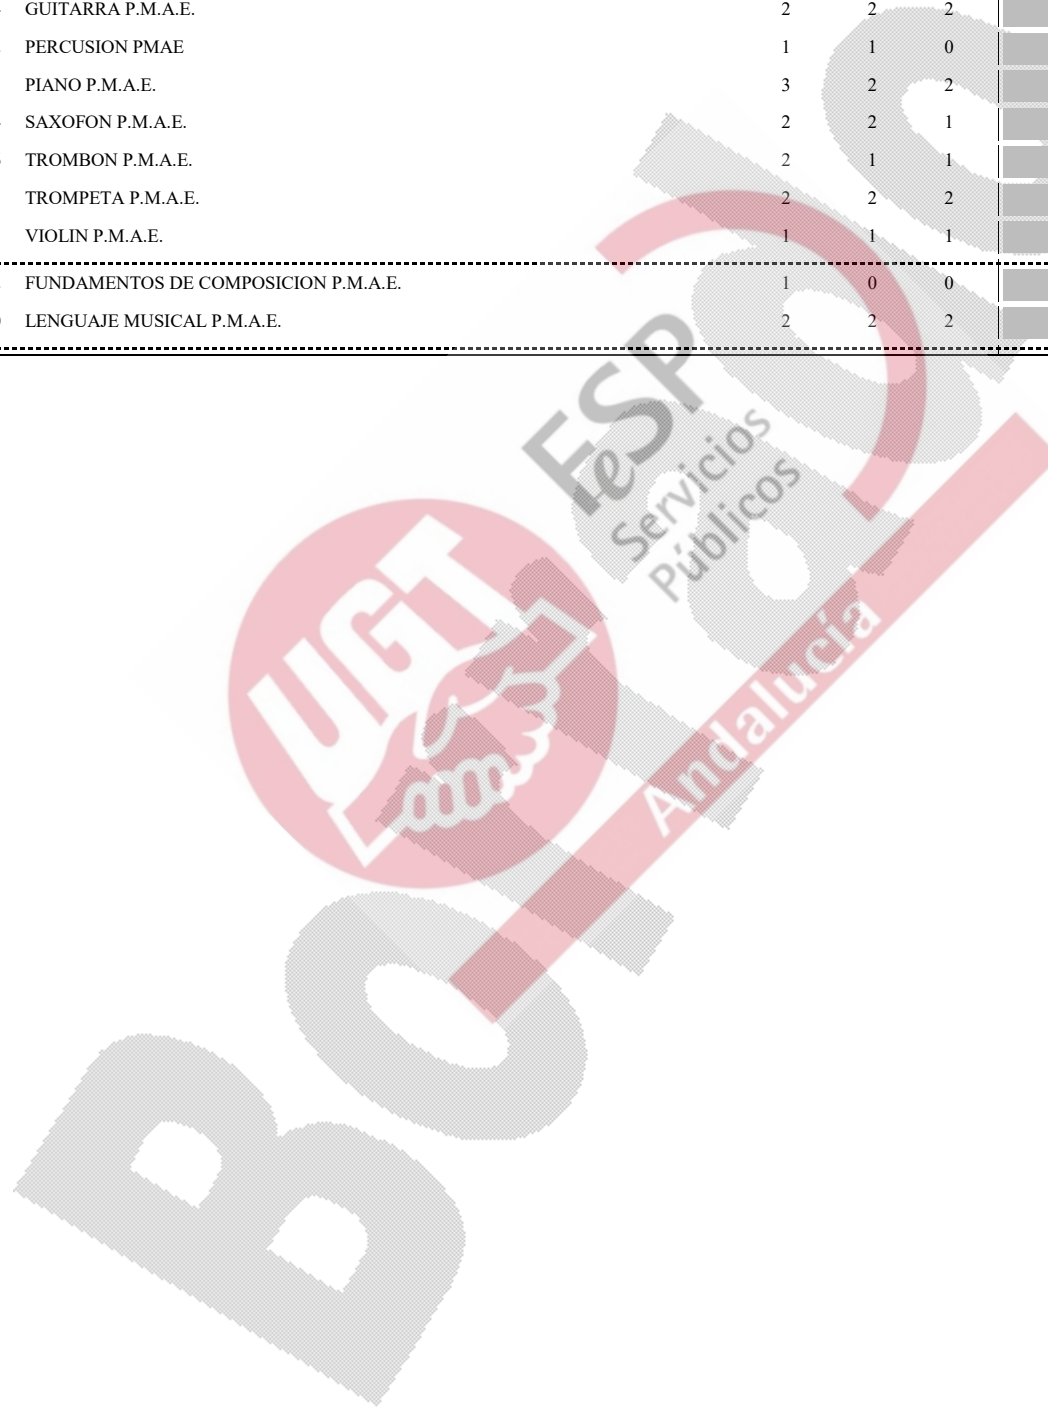 GUITARRA P.M.A.E. 2 2 2
PERCUSION PMAE 1 1 0
PIANO P.M.A.E. 3 2 2
SAXOFON P.M.A.E. 2 2 1
TROMBON P.M.A.E. 2 1 1
TROMPETA P.M.A.E. 2 2 2
VIOLIN P.M.A.E. 1 1 1
FUNDAMENTOS DE COMPOSICION P.M.A.E. 1 0 0
LENGUAJE MUSICAL P.M.A.E. 2 2 2
FeSP
Servicios
Públicos
UGT
Andalucía
Borrado